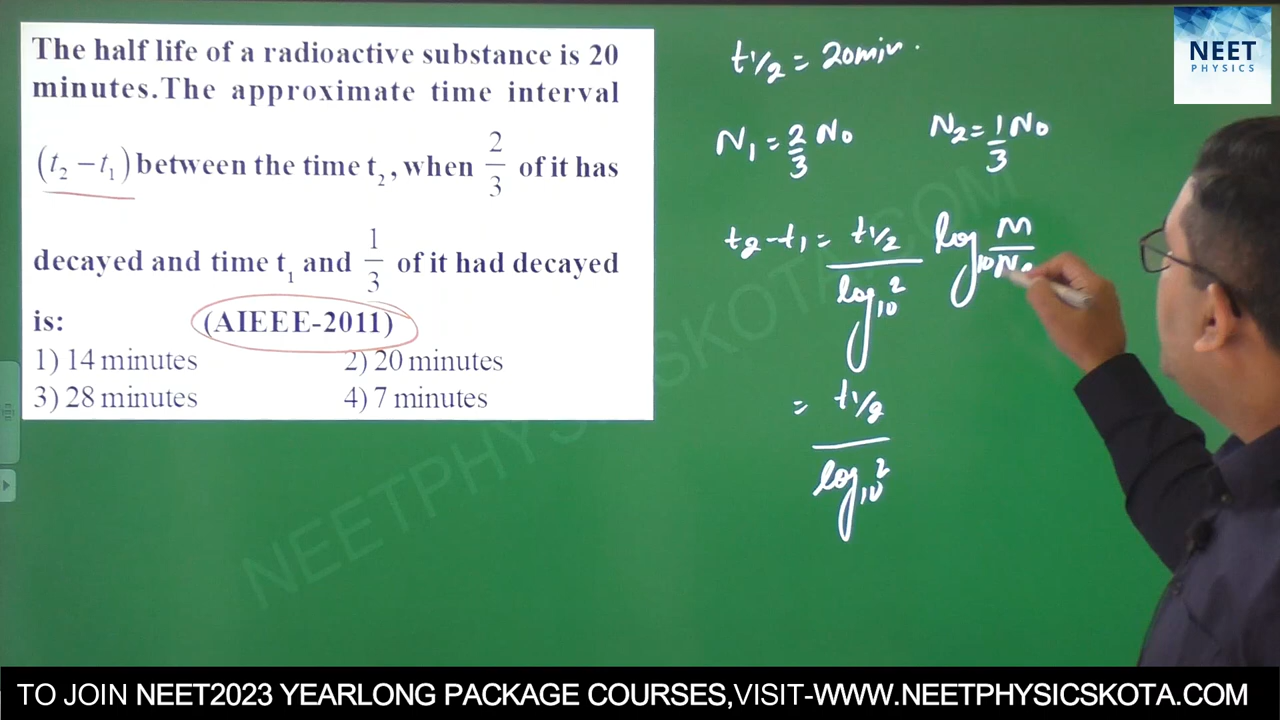 The half life of a radioactive substance is 20
minutes.The approximate time interval
(t₂ – t₁) between the time t₂, when 2/3 of it has
decayed and time t₁ and 1/3 of it had decayed
is: (AIEEE-2011)
1) 14 minutes 2) 20 minutes
3) 28 minutes 4) 7 minutes
t1/2 = 20min.
N₁ = 2/3 N₀ N₂ = 1/3 N₀
t₂ - t₁ = t1/2 / log₁₀2 log₁₀
= t1/2 / log₁₀2
NEET
PHYSICS
NEETPHYSICSKOTA.COM
TO JOIN NEET2023 YEARLONG PACKAGE COURSES,VISIT-WWW.NEETPHYSICSKOTA.COM